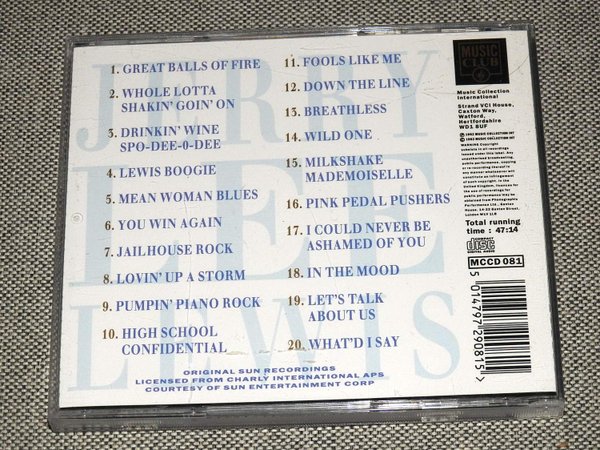 JERRY
LEE
LEWIS
1. GREAT BALLS OF FIRE
2. WHOLE LOTTA
SHAKIN' GOIN' ON
3. DRINKIN' WINE
SPO-DEE-O-DEE
4. LEWIS BOOGIE
5. MEAN WOMAN BLUES
6. YOU WIN AGAIN
7. JAILHOUSE ROCK
8. LOVIN' UP A STORM
9. PUMPIN' PIANO ROCK
10. HIGH SCHOOL
CONFIDENTIAL
11. FOOLS LIKE ME
12. DOWN THE LINE
13. BREATHLESS
14. WILD ONE
15. MILKSHAKE
MADEMOISELLE
16. PINK PEDAL PUSHERS
17. I COULD NEVER BE
ASHAMED OF YOU
18. IN THE MOOD
19. LET'S TALK
ABOUT US
20. WHAT'D I SAY
ORIGINAL SUN RECORDINGS
LICENSED FROM CHARLY INTERNATIONAL APS
COURTESY OF SUN ENTERTAINMENT CORP
MUSIC
CLUB
Music Collection
International
Strand VCI House,
Caxton Way,
Watford,
Hertfordshire
WD1 8UF
Total running
time : 47:14
COMPACT
disc
DIGITAL AUDIO
MCCD 081
5 014797 290815 >